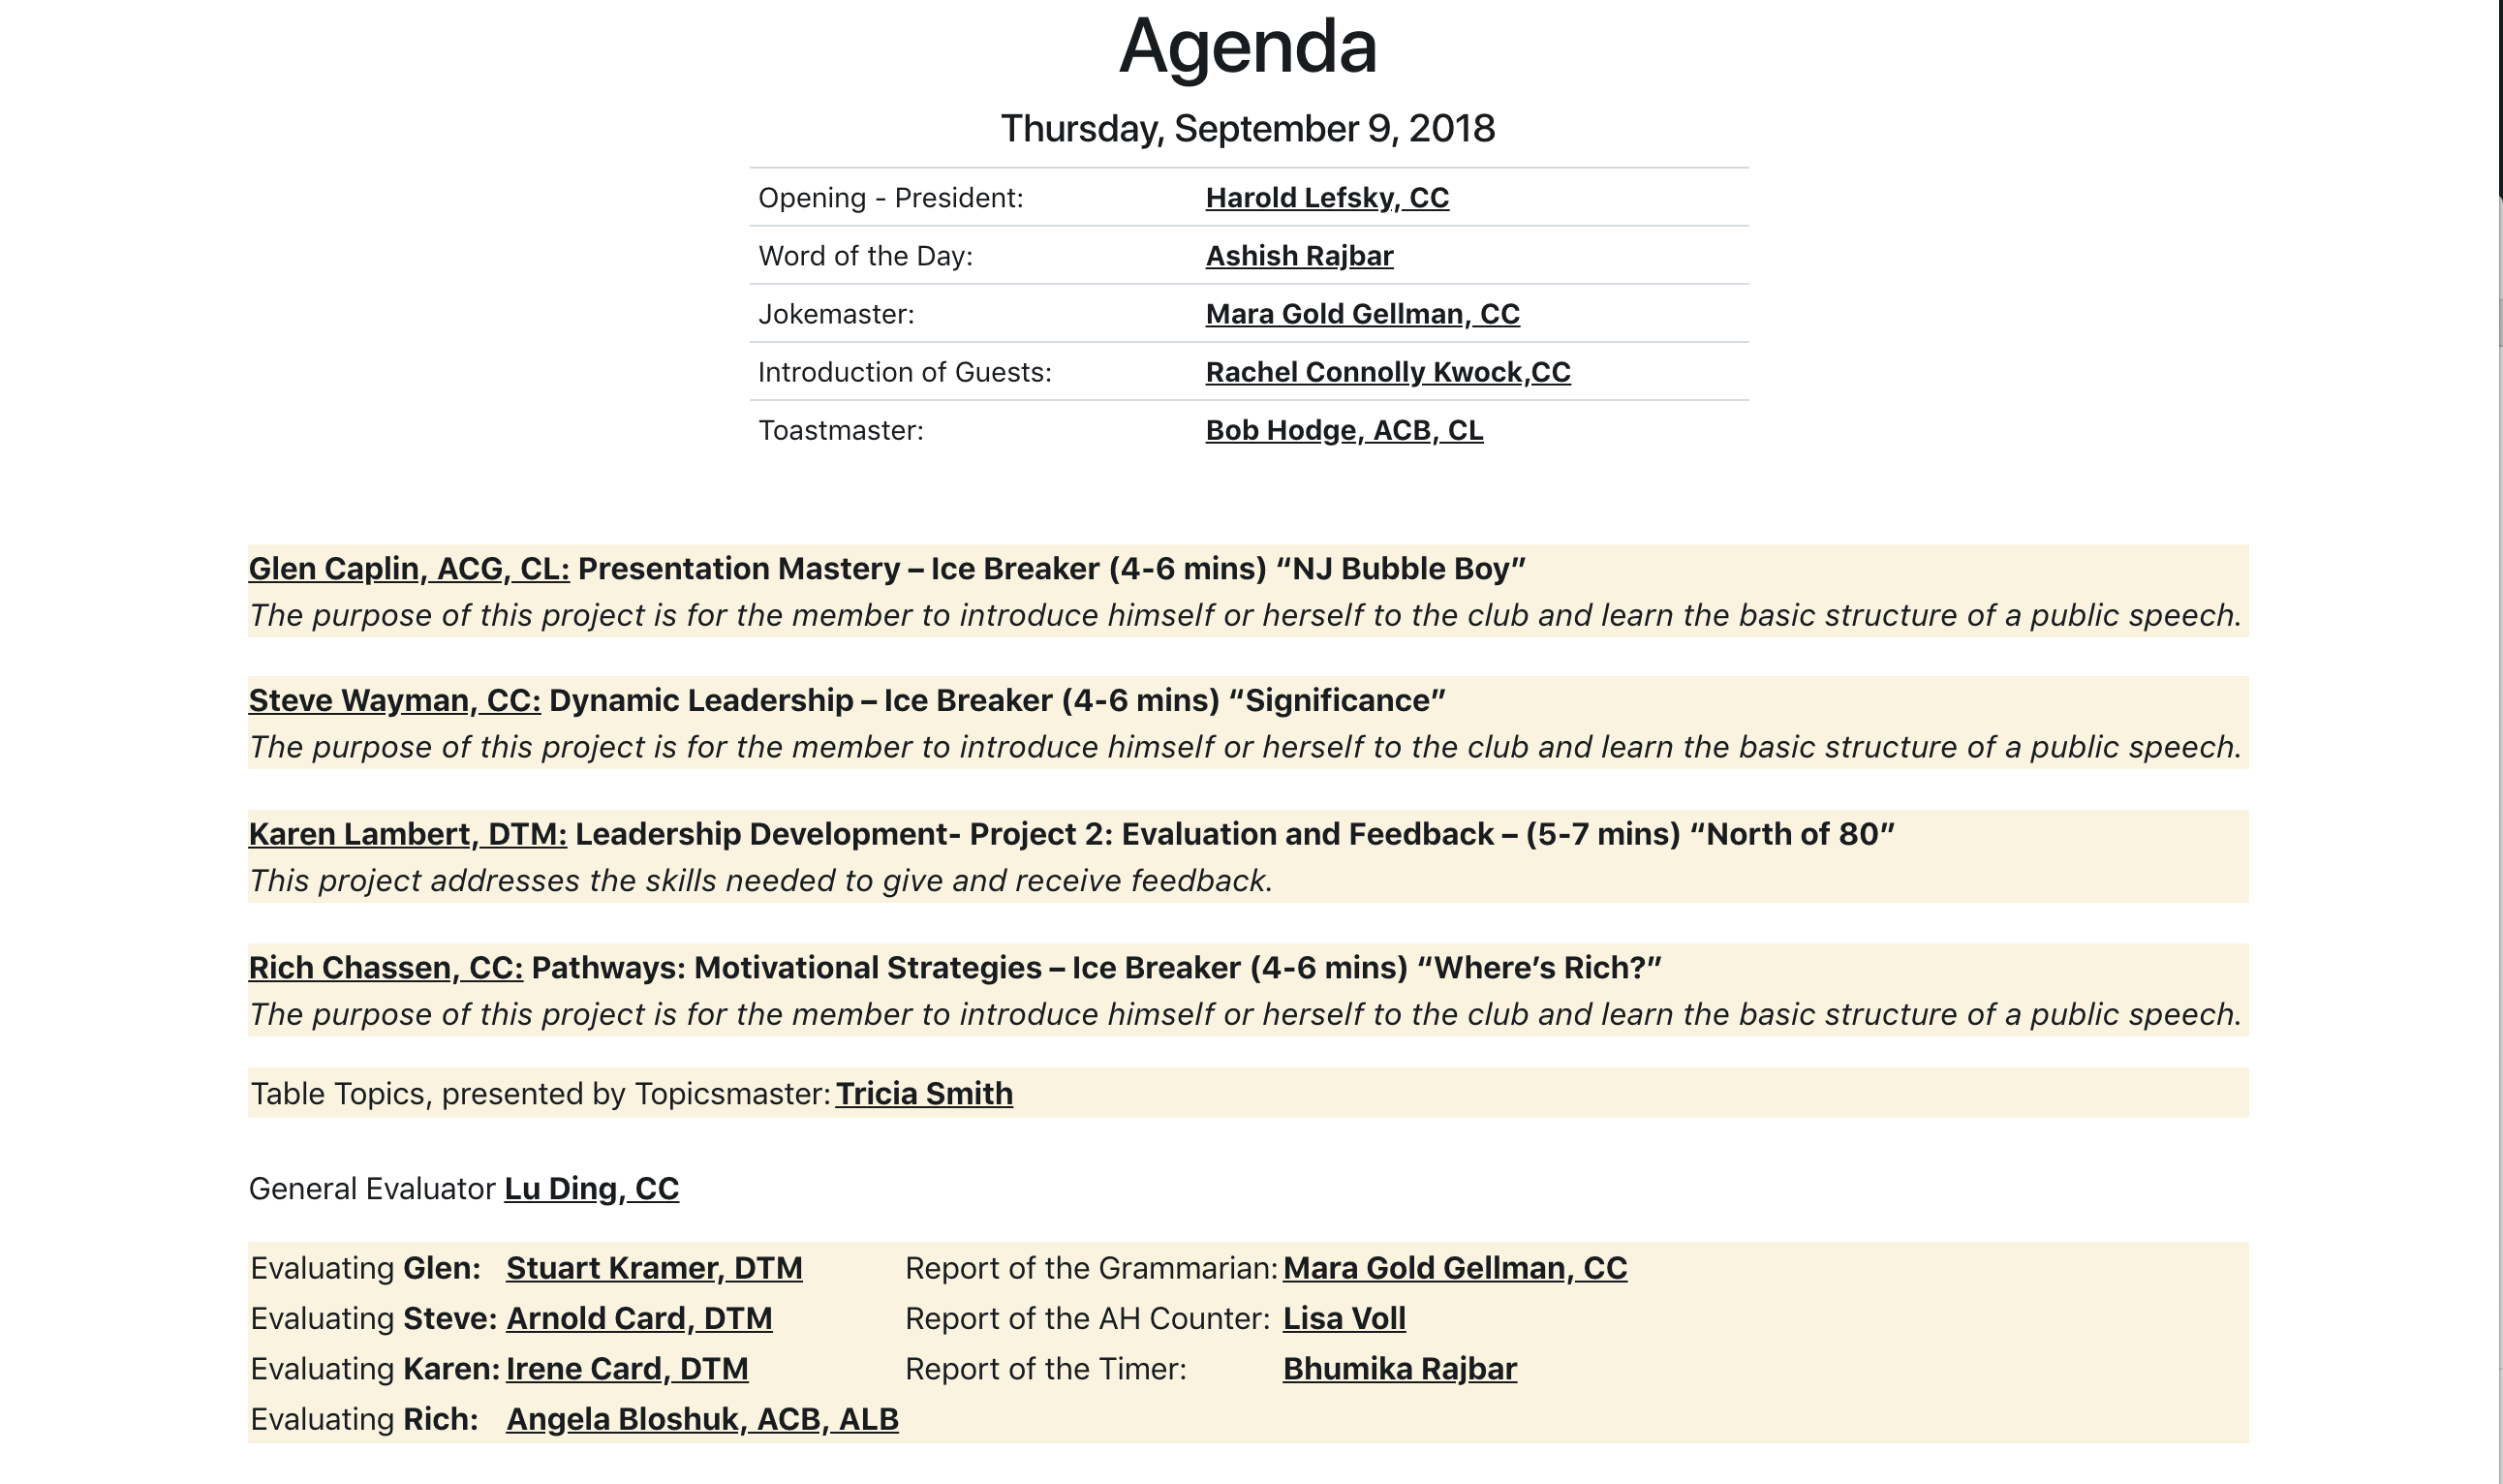 Agenda
Thursday, September 9, 2018
Opening - President: Harold Lefsky, CC
Word of the Day: Ashish Rajbar
Jokemaster: Mara Gold Gellman, CC
Introduction of Guests: Rachel Connolly Kwock,CC
Toastmaster: Bob Hodge, ACB, CL
Glen Caplin, ACG, CL: Presentation Mastery – Ice Breaker (4-6 mins) “NJ Bubble Boy”
The purpose of this project is for the member to introduce himself or herself to the club and learn the basic structure of a public speech.
Steve Wayman, CC: Dynamic Leadership – Ice Breaker (4-6 mins) “Significance”
The purpose of this project is for the member to introduce himself or herself to the club and learn the basic structure of a public speech.
Karen Lambert, DTM: Leadership Development- Project 2: Evaluation and Feedback – (5-7 mins) “North of 80”
This project addresses the skills needed to give and receive feedback.
Rich Chassen, CC: Pathways: Motivational Strategies – Ice Breaker (4-6 mins) “Where’s Rich?”
The purpose of this project is for the member to introduce himself or herself to the club and learn the basic structure of a public speech.
Table Topics, presented by Topicsmaster: Tricia Smith
General Evaluator Lu Ding, CC
Evaluating Glen: Stuart Kramer, DTM Report of the Grammarian: Mara Gold Gellman, CC
Evaluating Steve: Arnold Card, DTM Report of the AH Counter: Lisa Voll
Evaluating Karen: Irene Card, DTM Report of the Timer: Bhumika Rajbar
Evaluating Rich: Angela Bloshuk, ACB, ALB